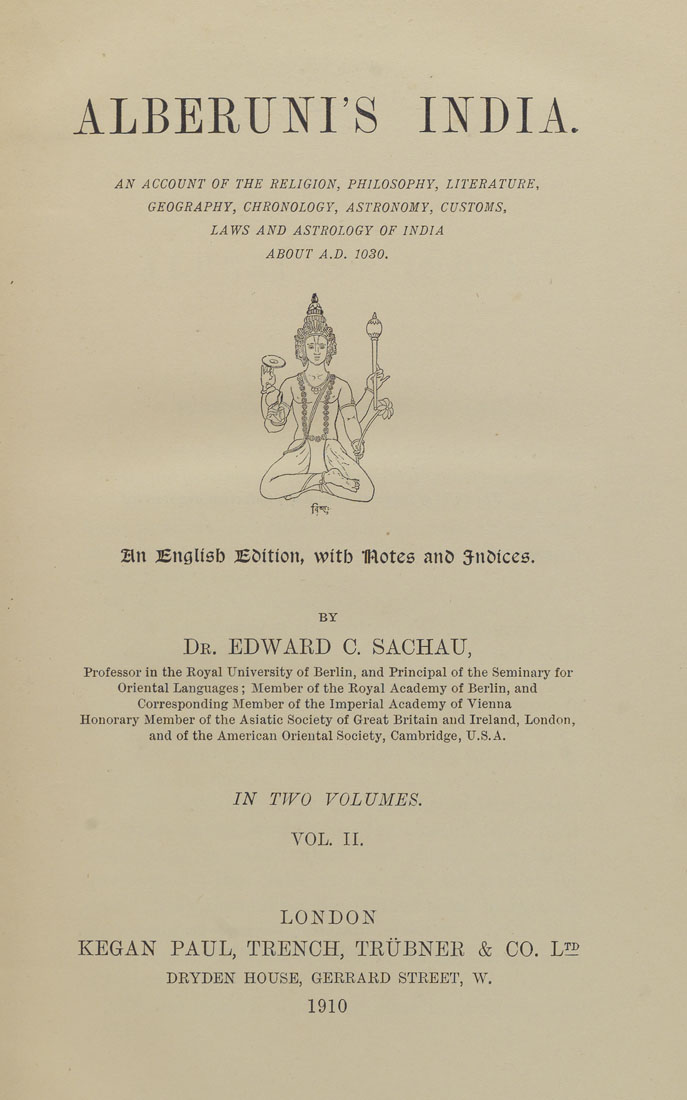 ALBERUNI'S INDIA.
AN ACCOUNT OF THE RELIGION, PHILOSOPHY, LITERATURE,
GEOGRAPHY, CHRONOLOGY, ASTRONOMY, CUSTOMS,
LAWS AND ASTROLOGY OF INDIA
ABOUT A.D. 1030.
विष्णुः
An English Edition, with Notes and Indices.
BY
DR. EDWARD C. SACHAU,
Professor in the Royal University of Berlin, and Principal of the Seminary for
Oriental Languages; Member of the Royal Academy of Berlin, and
Corresponding Member of the Imperial Academy of Vienna
Honorary Member of the Asiatic Society of Great Britain and Ireland, London,
and of the American Oriental Society, Cambridge, U.S.A.
IN TWO VOLUMES.
VOL. II.
LONDON
KEGAN PAUL, TRENCH, TRÜBNER & CO. LTD
DRYDEN HOUSE, GERRARD STREET, W.
1910